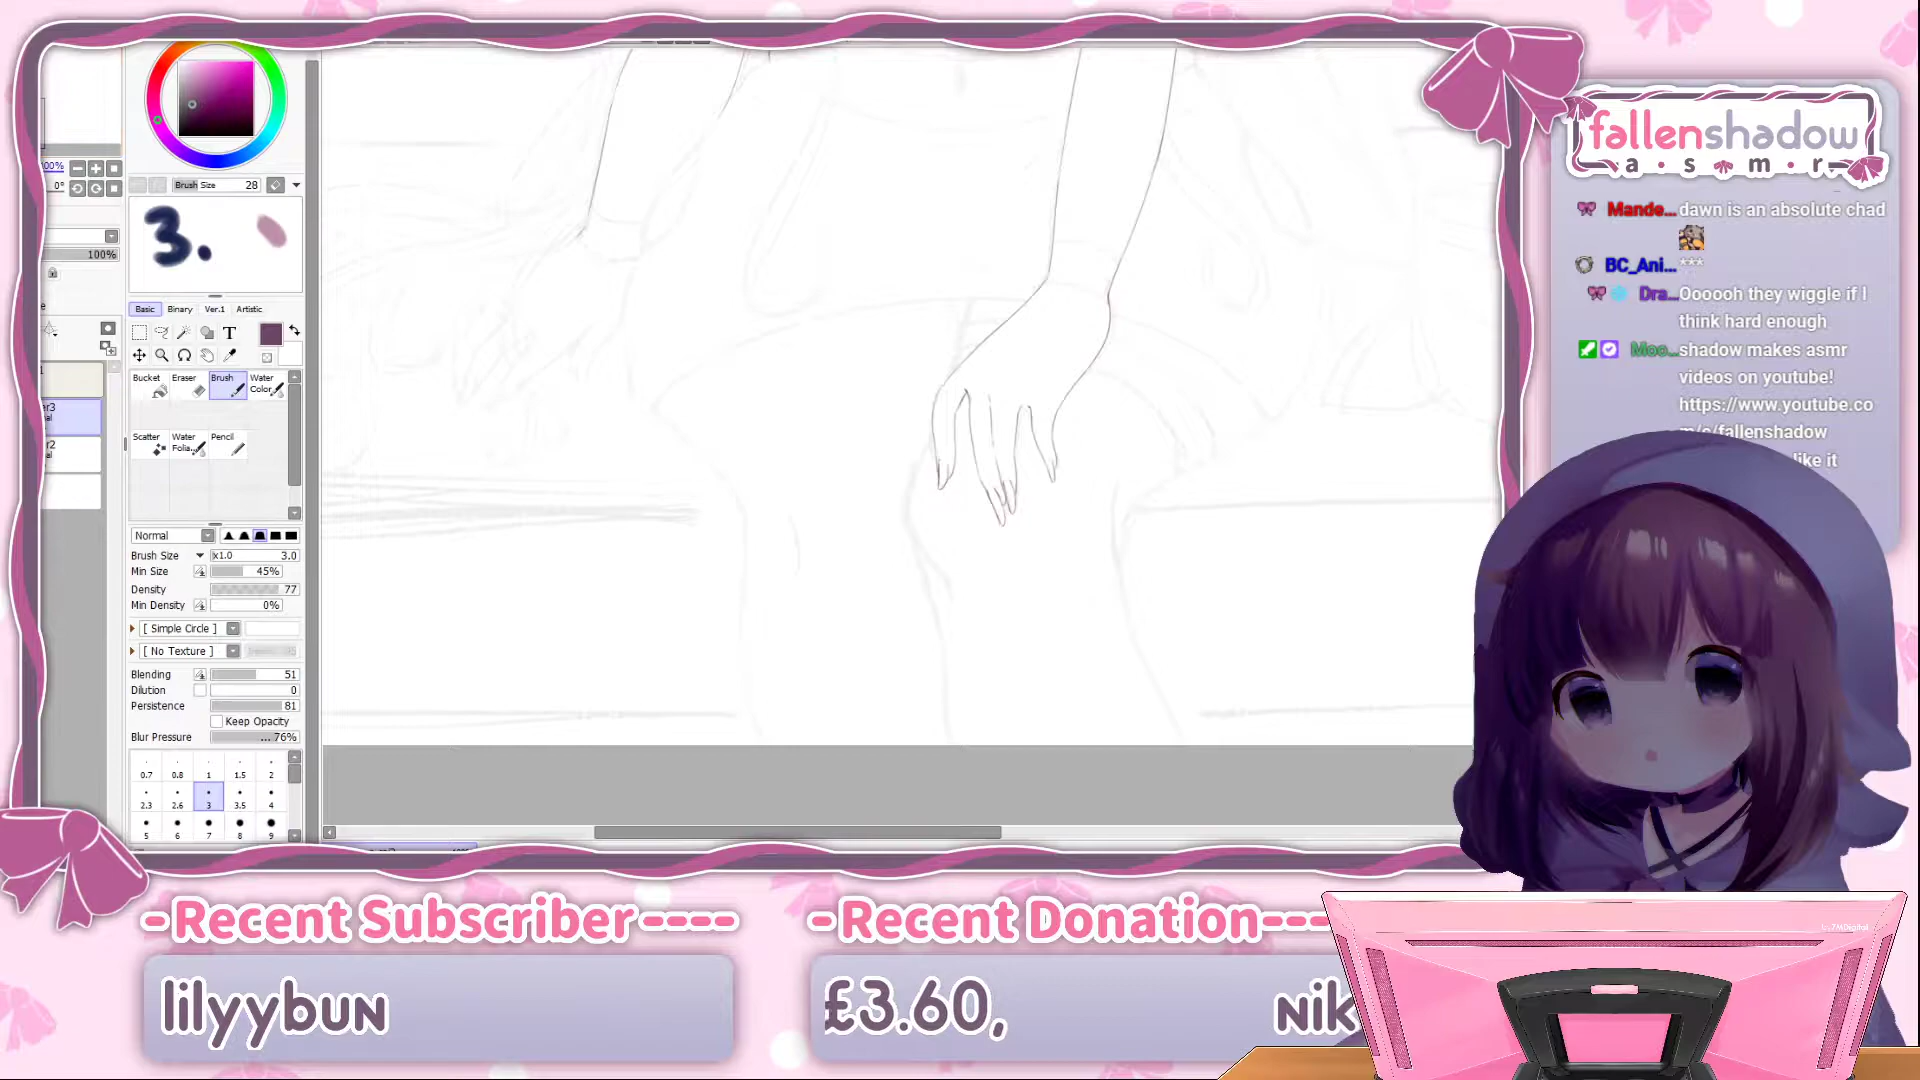 fallenshadow
a · s · m · r
Mande... dawn is an absolute chad
BC_Ani... ***
Dra... Oooooh they wiggle if I
think hard enough
Moo... shadow makes asmr
videos on youtube!
https://www.youtube.co
m/c/fallenshadow
like it
0°
Brush Size 28
3.
100%
Basic Binary Ver.1 Artistic
T
Bucket Eraser Brush Water Color
Scatter Water Folia... Pencil
Normal
Brush Size x1.0 3.0
Min Size 45%
Density 77
Min Density 0%
[ Simple Circle ]
[ No Texture ]
Blending 51
Dilution 0
Persistence 81
Keep Opacity
Blur Pressure ... 76%
0.7 0.8 1 1.5 2
2.3 2.6 3 3.5 4
5 6 7 8 9
-Recent Subscriber----
lilyybun
-Recent Donation---
£3.60, nik